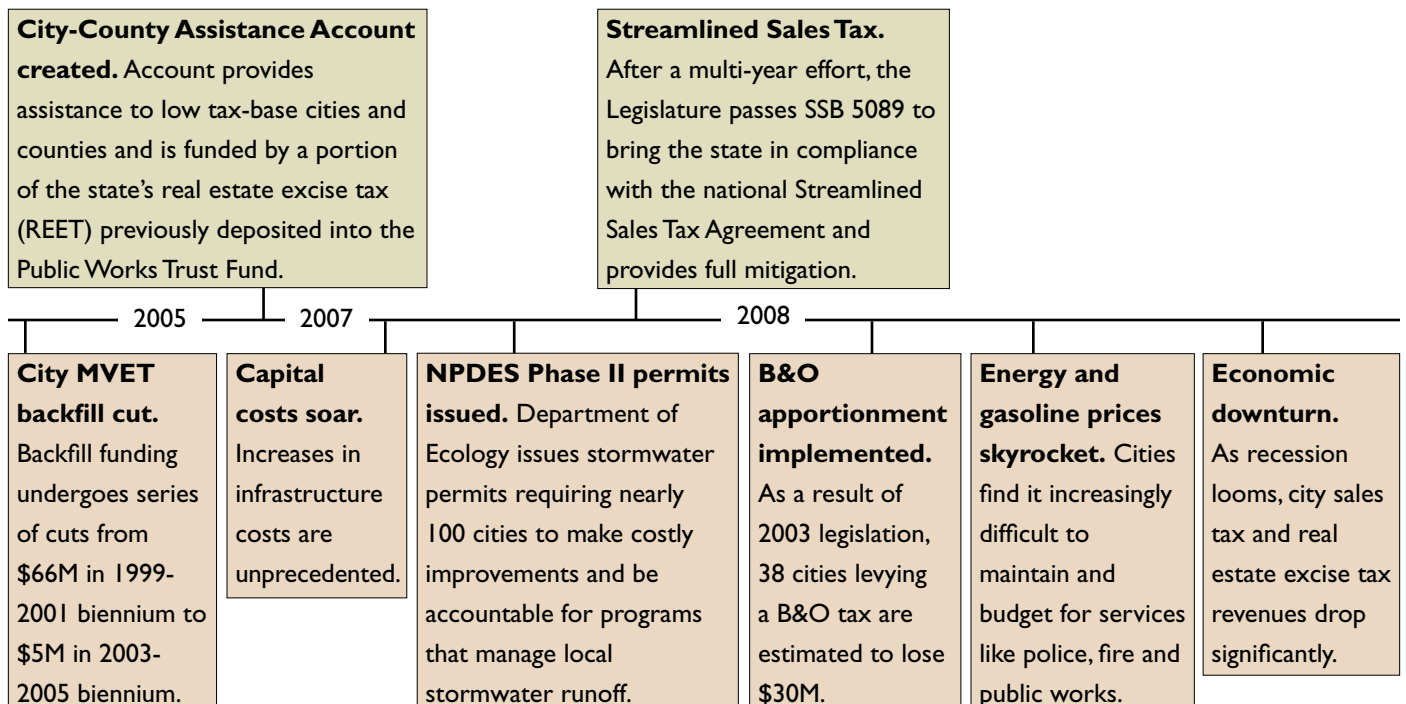 City-County Assistance Account
created. Account provides
assistance to low tax-base cities and
counties and is funded by a portion
of the state's real estate excise tax
(REET) previously deposited into the
Public Works Trust Fund.
Streamlined Sales Tax.
After a multi-year effort, the
Legislature passes SSB 5089 to
bring the state in compliance
with the national Streamlined
Sales Tax Agreement and
provides full mitigation.
2005
2007
2008
City MVET
backfill cut.
Backfill funding
undergoes series
of cuts from
$66M in 1999-
2001 biennium to
$5M in 2003-
2005 biennium.
Capital
costs soar.
Increases in
infrastructure
costs are
unprecedented.
NPDES Phase II permits
issued. Department of
Ecology issues stormwater
permits requiring nearly
100 cities to make costly
improvements and be
accountable for programs
that manage local
stormwater runoff.
B&O
apportionment
implemented.
As a result of
2003 legislation,
38 cities levying
a B&O tax are
estimated to lose
$30M.
Energy and
gasoline prices
skyrocket. Cities
find it increasingly
difficult to
maintain and
budget for services
like police, fire and
public works.
Economic
downturn.
As recession
looms, city sales
tax and real
estate excise tax
revenues drop
significantly.